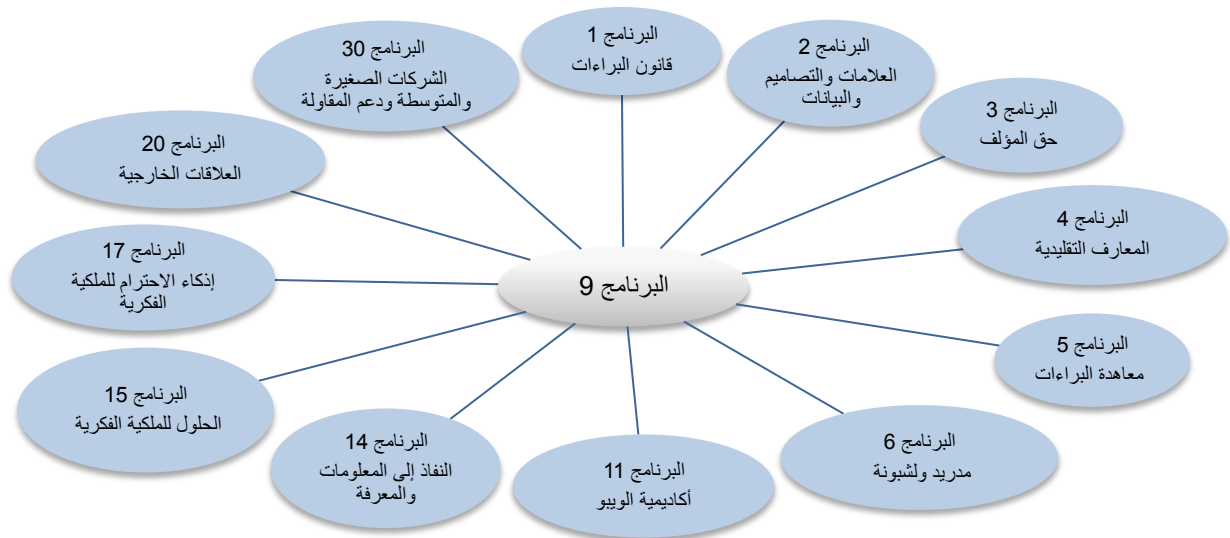 البرنامج 1
قانون البراءات
البرنامج 2
العلامات والتصاميم
والبيانات
البرنامج 3
حق المؤلف
البرنامج 4
المعارف التقليدية
البرنامج 5
معاهدة البراءات
البرنامج 6
مدريد ولشبونة
البرنامج 11
أكاديمية الويبو
البرنامج 14
النفاذ إلى المعلومات
والمعرفة
البرنامج 15
الحلول للملكية الفكرية
البرنامج 17
إذكاء الاحترام للملكية
الفكرية
البرنامج 20
العلاقات الخارجية
البرنامج 30
الشركات الصغيرة
والمتوسطة ودعم المقاولة
البرنامج 9